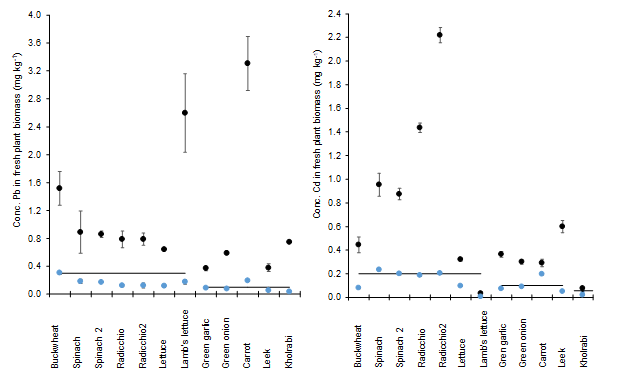 Conc. Pb in fresh plant biomass (mg kg⁻¹)
4.0
3.6
3.2
2.8
2.4
2.0
1.6
1.2
0.8
0.4
0.0
Buckwheat
Spinach
Spinach 2
Radicchio
Radicchio2
Lettuce
Lamb's lettuce
Green garlic
Green onion
Carrot
Leek
Kholrabi
Conc. Cd in fresh plant biomass (mg kg⁻¹)
2.4
2.2
2.0
1.8
1.6
1.4
1.2
1.0
0.8
0.6
0.4
0.2
0.0
Buckwheat
Spinach
Spinach 2
Radicchio
Radicchio2
Lettuce
Lamb's lettuce
Gren garlic
Green onion
Carrot
Leek
Kholrabi